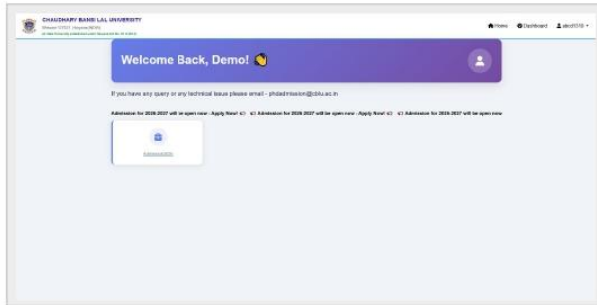 CHAUDHARY BANSI LAL UNIVERSITY
Home Dashboard
Welcome Back, Demo!
If you have any query or any technical issue please email - phdadmission@cblu.ac.in
Admission for 2026-2027 will be open now - Apply Now! Admission for 2026-2027 will be open now - Apply Now! Admission for 2026-2027 will be open now